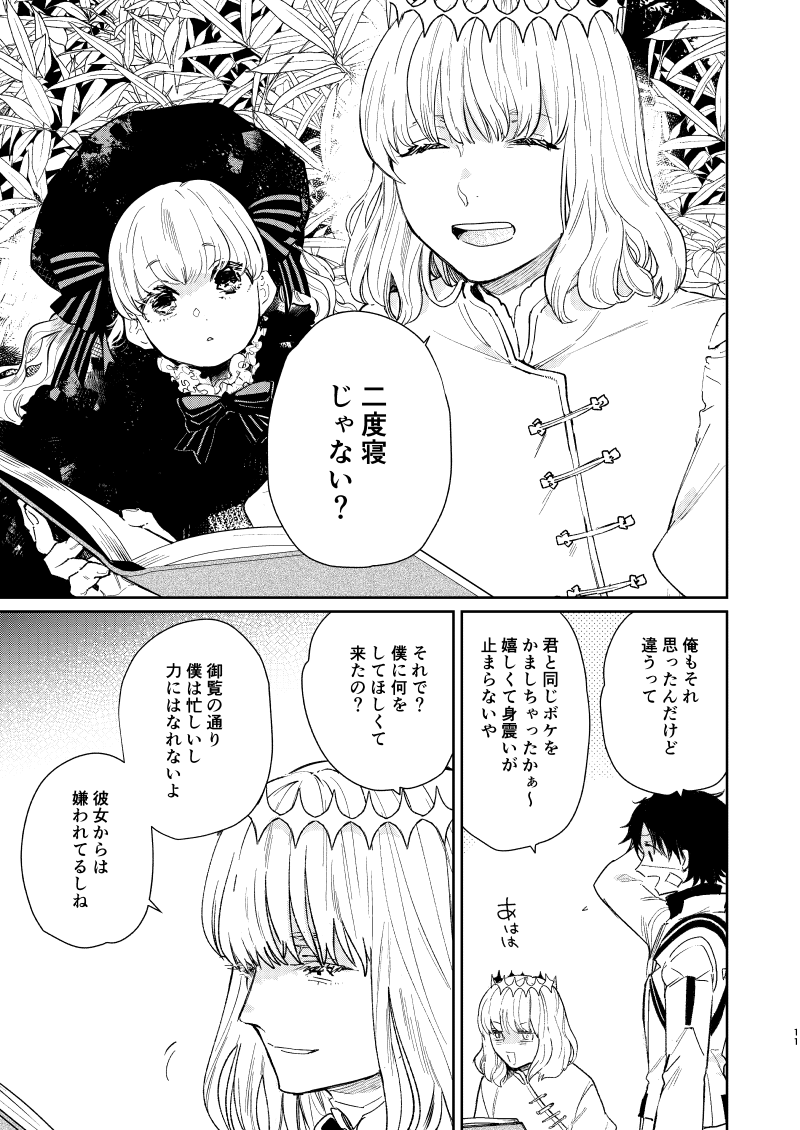 二度寝
じゃない?
俺もそれ
思ったんだけど
違うって
君と同じボケを
かましちゃったかぁ〜
嬉しくて身震いが
止まらないや
あはは
それで?
僕に何を
してほしくて
来たの?
御覧の通り
僕は忙しいし
力にはなれないよ
彼女からは
嫌われてるしね
11